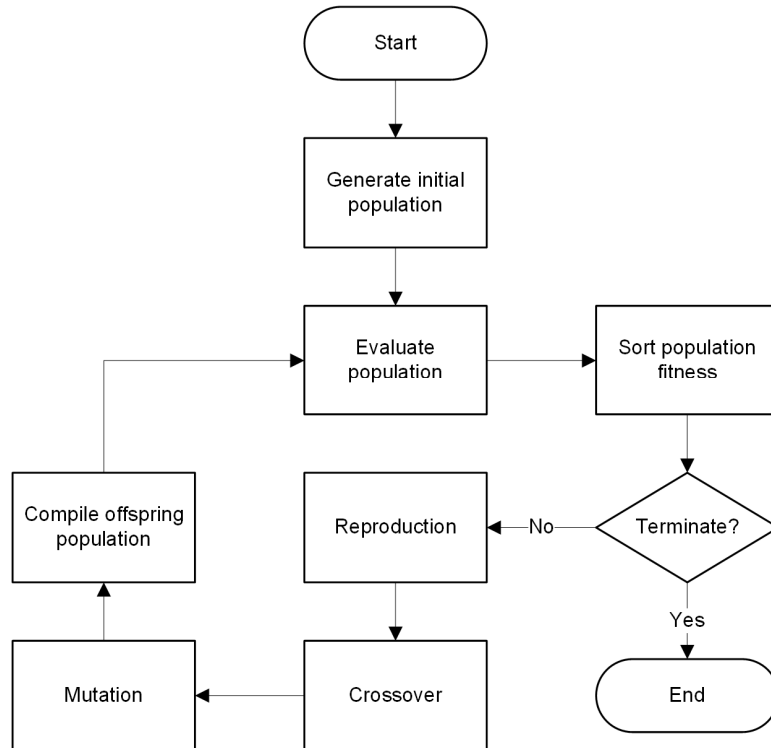 Start
Generate initial
population
Evaluate
population
Sort population
fitness
Compile offspring
population
Reproduction
No
Terminate?
Yes
Mutation
Crossover
End